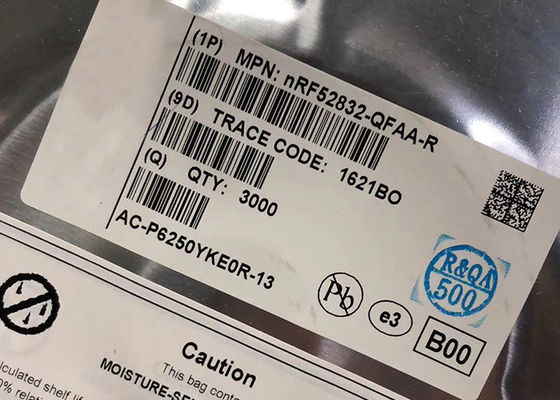 (1P) MPN: nRF52832-QFAA-R
(9D) TRACE CODE: 1621BO
(Q) QTY: 3000
AC-P6250YKE0R-13
Pb
e3
R&QA
500
B00
Caution
This bag
MOISTURE-SE
shelf